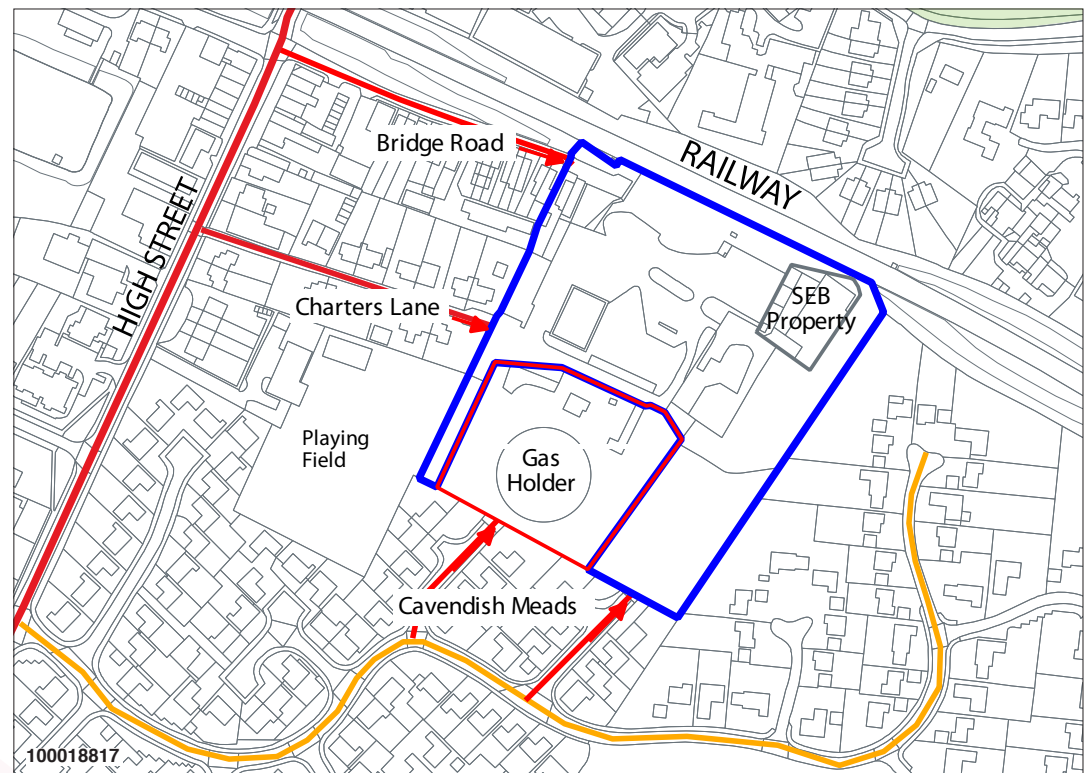 Bridge Road
RAILWAY
HIGH STREET
Charters Lane
SEB
Property
Playing
Field
Gas
Holder
Cavendish Meads
100018817